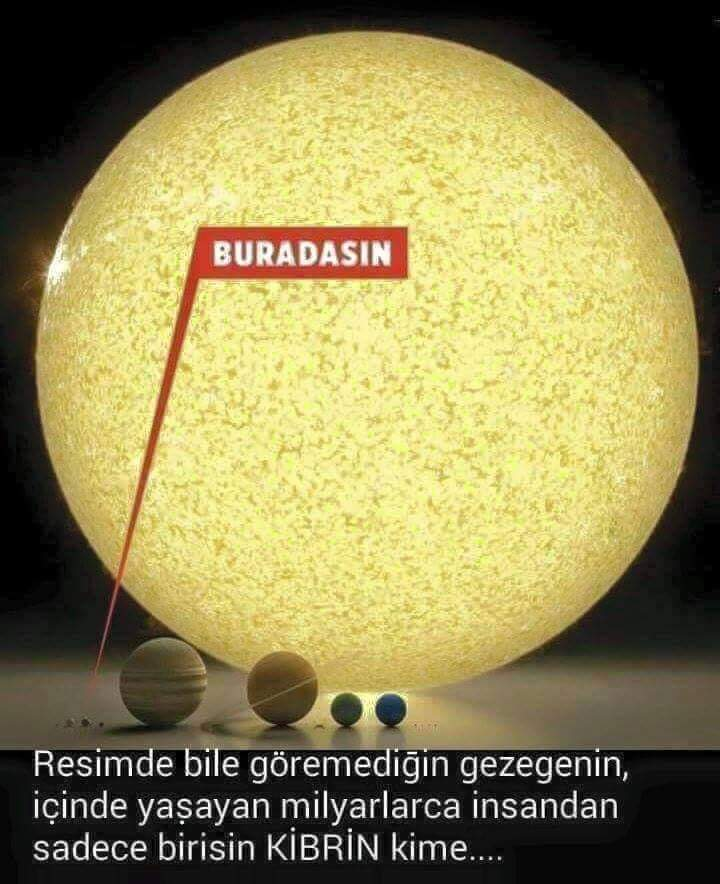 BURADASIN
Resimde bile göremediğin gezegenin,
içinde yaşayan milyarlarca insandan
sadece birisin KİBRİN kime....